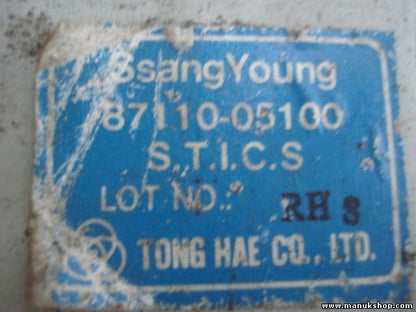 SsangYoung
87110-05100
S.T.I.C.S
LOT NO.: RH 8
TONG HAE CO., LTD.
www.manukshop.com